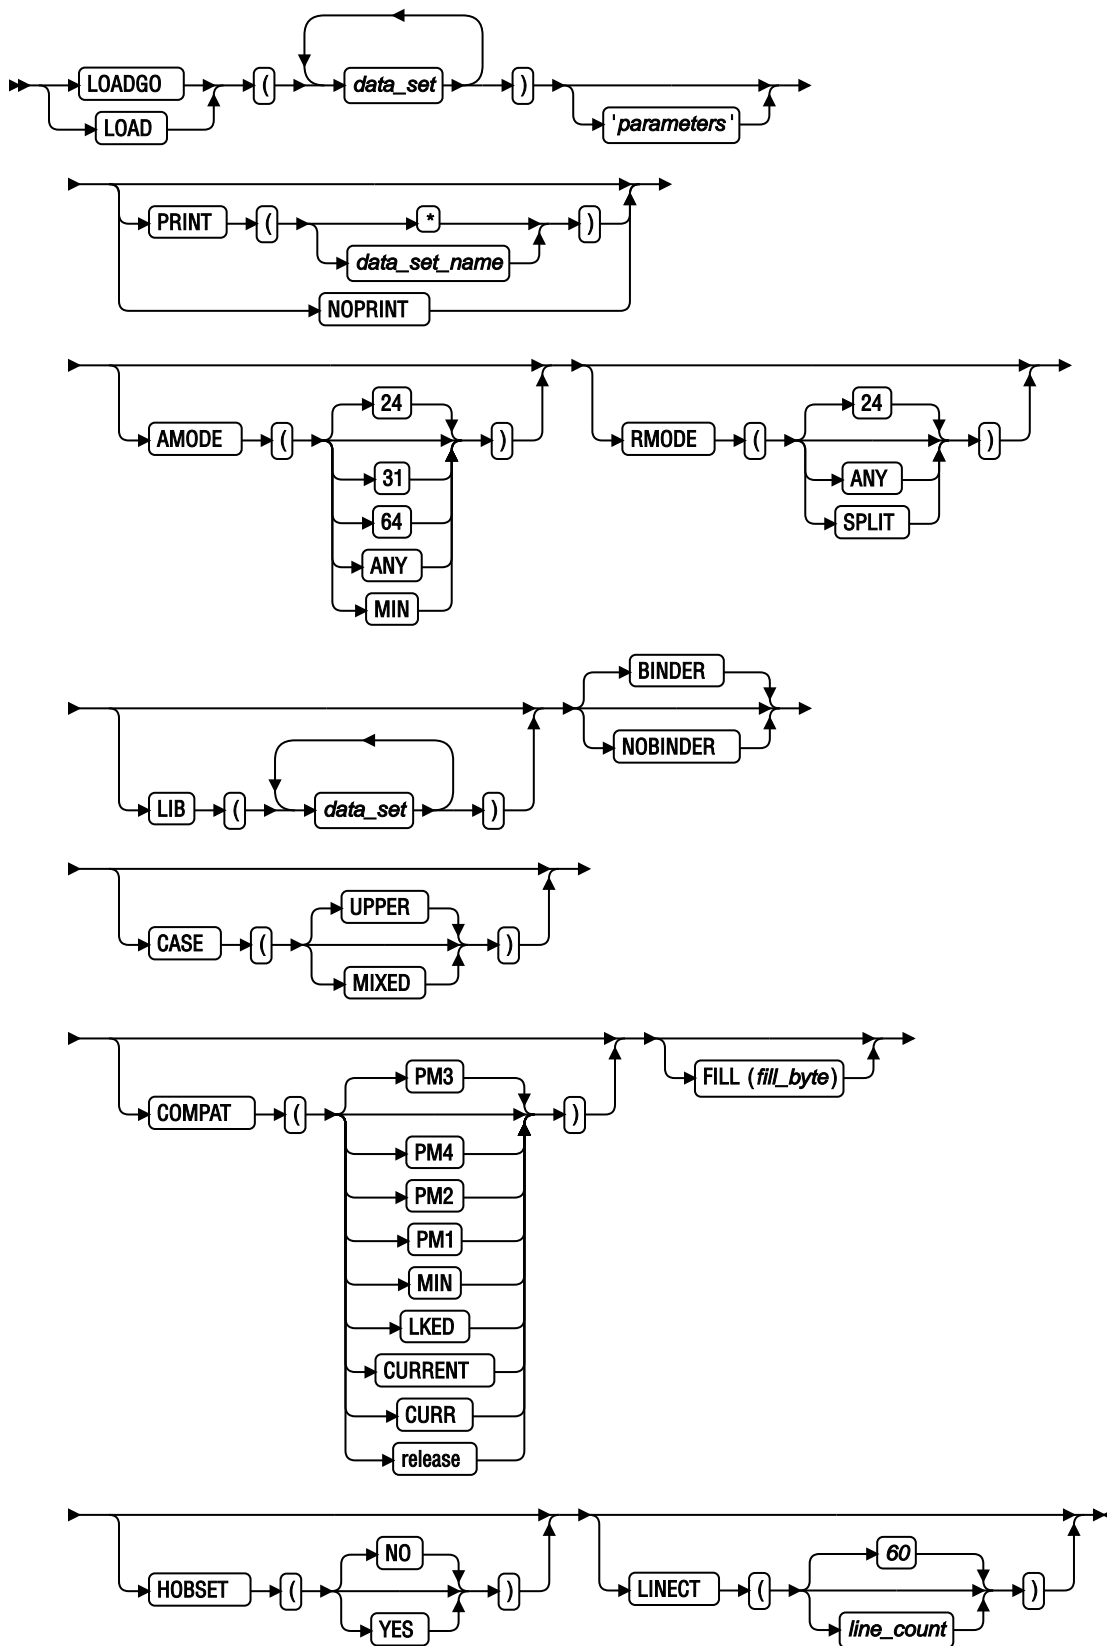 LOADGO ( data_set )
LOAD 'parameters'
PRINT ( * )
data_set_name
NOPRINT
24 24
AMODE ( ) RMODE ( )
31 ANY
64 SPLIT
ANY
MIN
BINDER
NOBINDER
LIB ( data_set )
UPPER
CASE ( )
MIXED
PM3 FILL (fill_byte)
COMPAT ( )
PM4
PM2
PM1
MIN
LKED
CURRENT
CURR
release
NO 60
HOBSET ( ) LINECT ( )
YES line_count